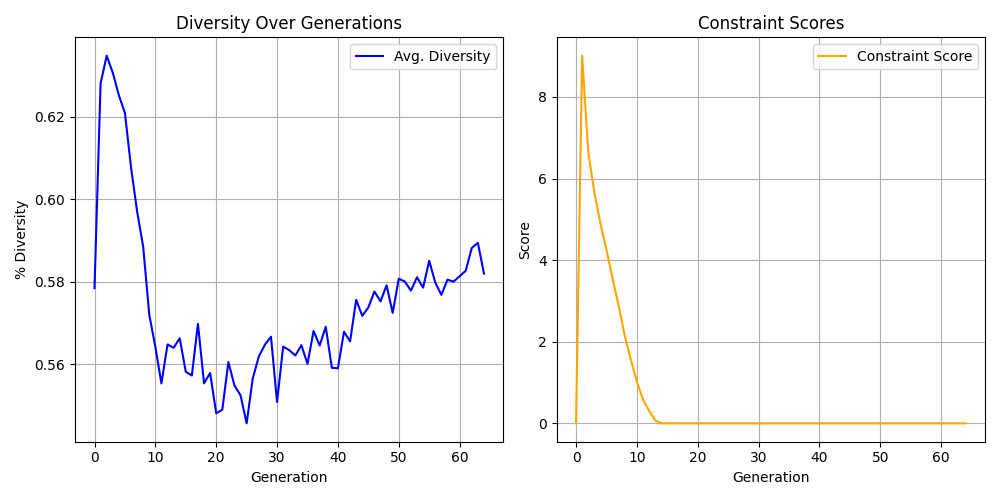 Diversity Over Generations
Avg. Diversity
% Diversity
0.62
0.60
0.58
0.56
0 10 20 30 40 50 60
Generation
Constraint Scores
Constraint Score
Score
8
6
4
2
0
0 10 20 30 40 50 60
Generation